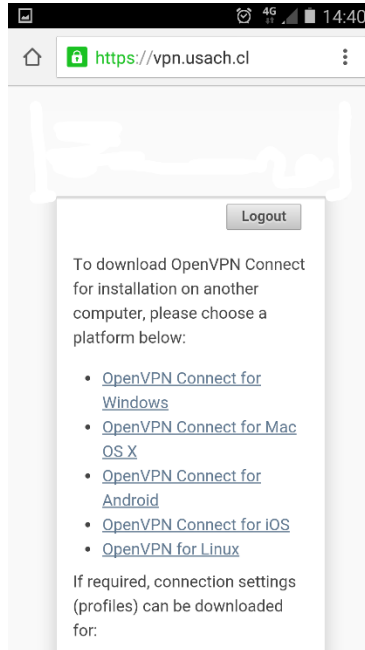 4G 14:40
https://vpn.usach.cl
Logout
To download OpenVPN Connect
for installation on another
computer, please choose a
platform below:
• OpenVPN Connect for
Windows
• OpenVPN Connect for Mac
OS X
• OpenVPN Connect for
Android
• OpenVPN Connect for iOS
• OpenVPN for Linux
If required, connection settings
(profiles) can be downloaded
for: